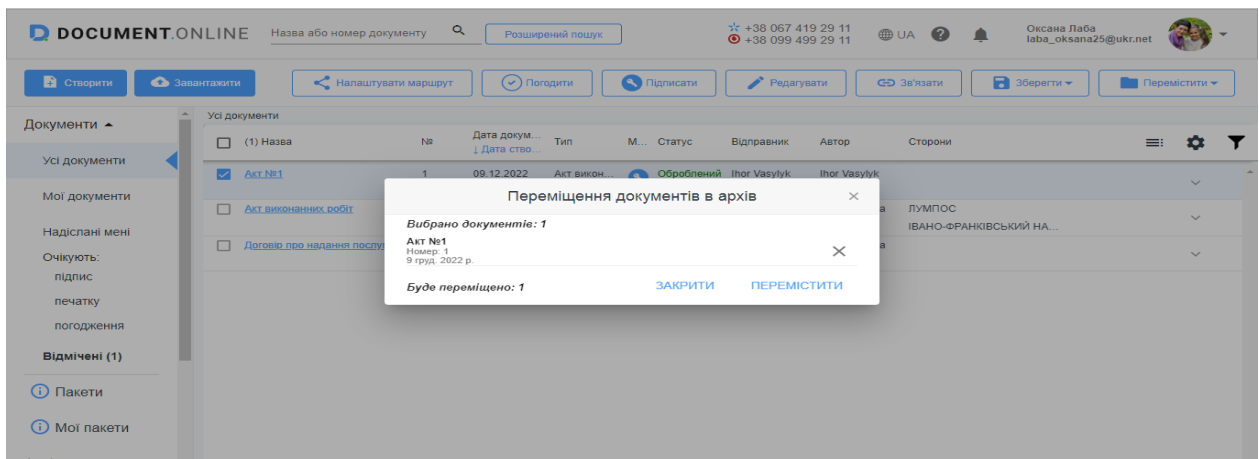 DOCUMENT.ONLINE
Назва або номер документу
Розширений пошук
+38 067 419 29 11
+38 099 499 29 11
UA
Оксана Лаба
laba_oksana25@ukr.net
Створити
Завантажити
Налаштувати маршрут
Погодити
Підписати
Редагувати
Зв'язати
Зберегти
Перемістити
Документи
Усі документи
Мої документи
Надіслані мені
Очікують:
підпис
печатку
погодження
Відмічені (1)
Пакети
Мої пакети
Усі документи
(1) Назва
№
Дата докум...
↓ Дата ство...
Тип
М...
Статус
Відправник
Автор
Сторони
Акт №1
1
09.12.2022
Акт викон...
Оброблений
Ihor Vasylyk
Ihor Vasylyk
Акт виконанних робіт
ЛУМПОС
ІВАНО-ФРАНКІВСЬКИЙ НА...
Договір про надання послу
Переміщення документів в архів
Вибрано документів: 1
Акт №1
Номер: 1
9 груд. 2022 р.
Буде переміщено: 1
ЗАКРИТИ
ПЕРЕМІСТИТИ